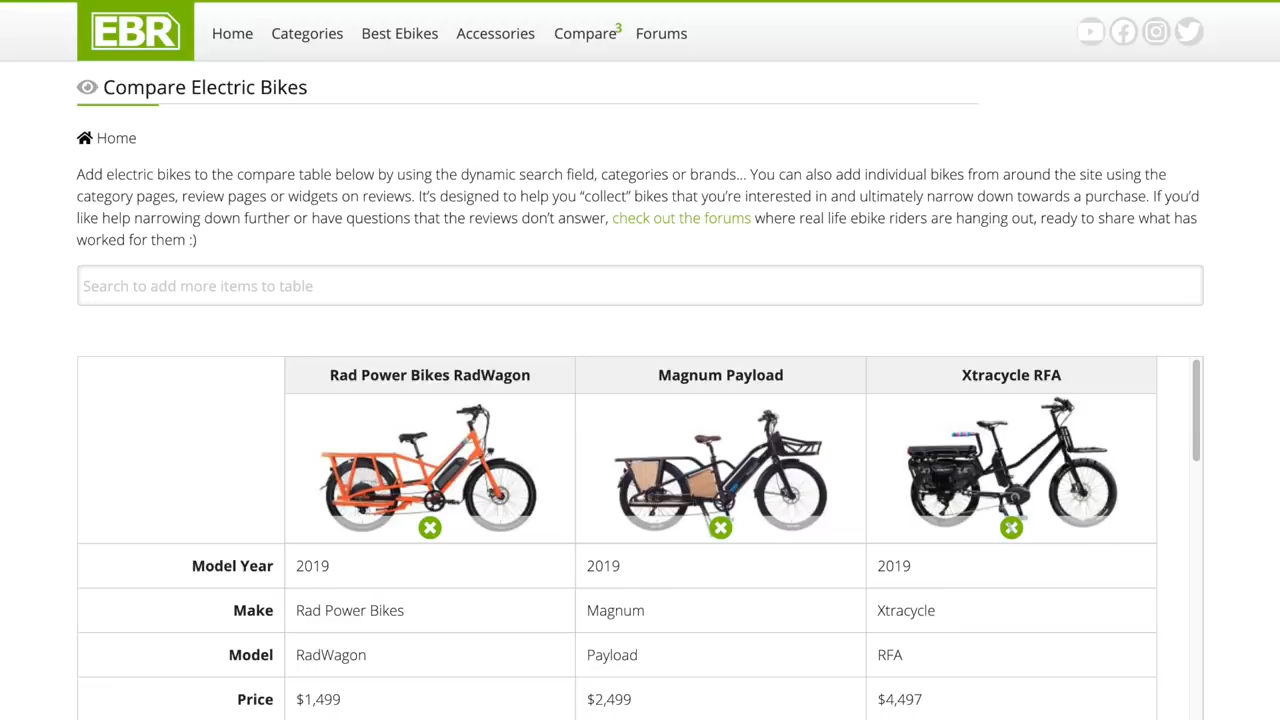 EBR
Home Categories Best Ebikes Accessories Compare3 Forums
Compare Electric Bikes
Home
Add electric bikes to the compare table below by using the dynamic search field, categories or brands... You can also add individual bikes from around the site using the
category pages, review pages or widgets on reviews. It's designed to help you “collect” bikes that you're interested in and ultimately narrow down towards a purchase. If you'd
like help narrowing down further or have questions that the reviews don't answer, check out the forums where real life ebike riders are hanging out, ready to share what has
worked for them :)
Search to add more items to table
Rad Power Bikes RadWagon Magnum Payload Xtracycle RFA
Model Year 2019 2019 2019
Make Rad Power Bikes Magnum Xtracycle
Model RadWagon Payload RFA
Price $1,499 $2,499 $4,497